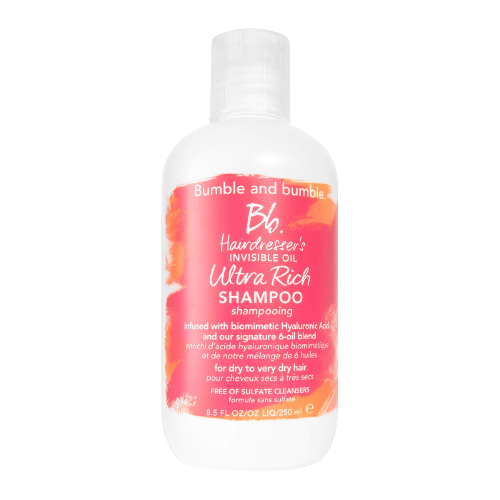 Bumble and bumble.
Bb.
Hairdresser's
INVISIBLE OIL
Ultra Rich
SHAMPOO
shampooing
infused with biomimetic Hyaluronic Acid
and our signature 6-oil blend
enrichi d'acide hyaluronique biomimétique
et de notre mélange de 6 huiles
for dry to very dry hair
pour cheveux secs à très secs
FREE OF SULFATE CLEANSERS
formule sans sulfate
8.5 FL OZ/OZ LIQ/250 ml ℮